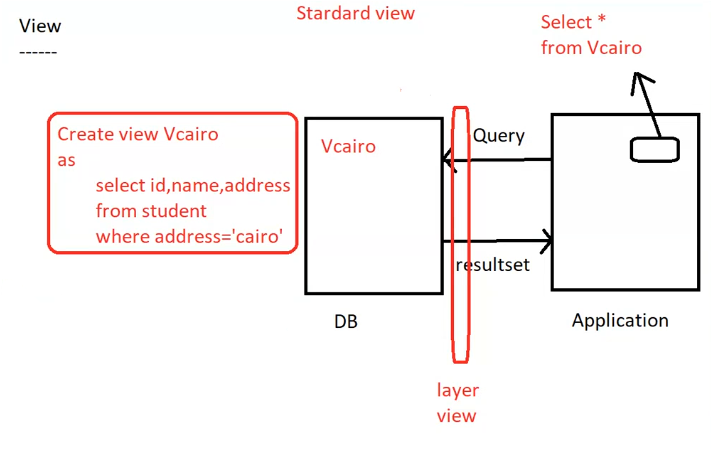 View
------
Stardard view
Select *
from Vcairo
Create view Vcairo
as
select id,name,address
from student
where address='cairo'
Vcairo
Query
resultset
DB
Application
layer
view